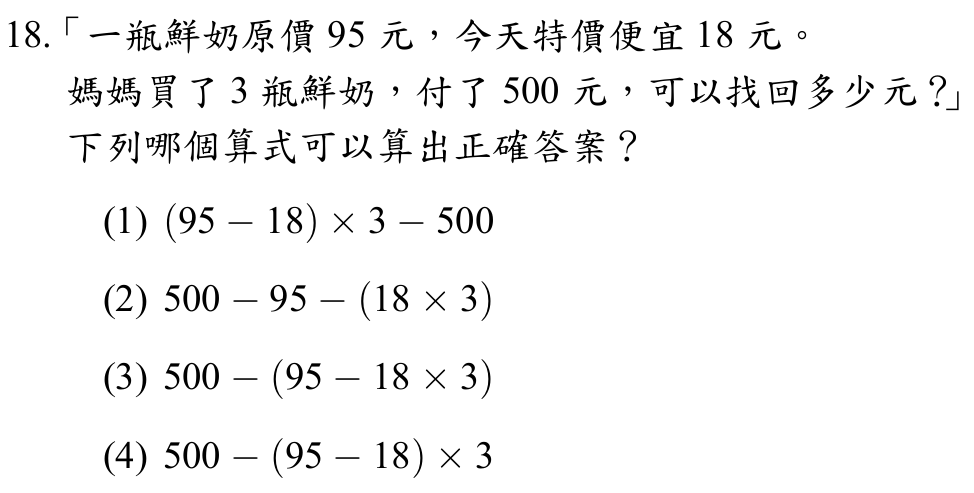 18.「一瓶鮮奶原價 95 元，今天特價便宜 18 元。
媽媽買了 3 瓶鮮奶，付了 500 元，可以找回多少元？」
下列哪個算式可以算出正確答案？
(1) (95 − 18) × 3 − 500
(2) 500 − 95 − (18 × 3)
(3) 500 − (95 − 18 × 3)
(4) 500 − (95 − 18) × 3